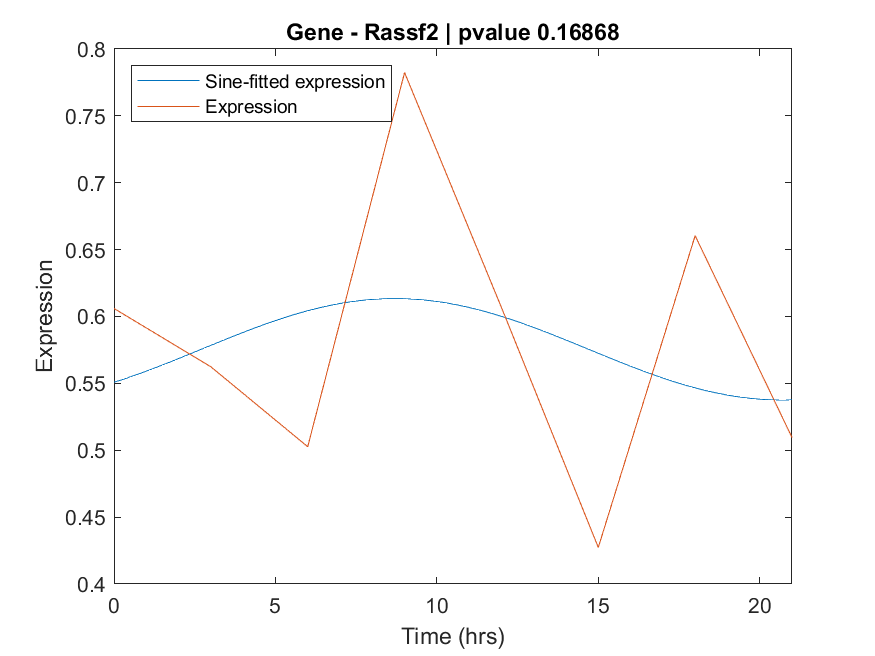 Gene - Rassf2 | pvalue 0.16868
0.8
0.75
0.7
0.65
0.6
0.55
0.5
0.45
0.4
Expression
Sine-fitted expression
Expression
0 5 10 15 20
Time (hrs)